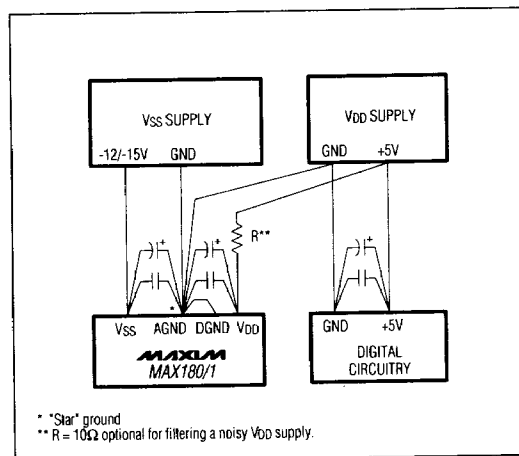 VSS SUPPLY
-12/-15V GND
VDD SUPPLY
GND +5V
R**
+ + +
*
VSS AGND DGND VDD
MAXIM
MAX180/1
GND +5V
DIGITAL
CIRCUITRY
* "Star" ground
** R = 10Ω optional for filtering a noisy VDD supply.